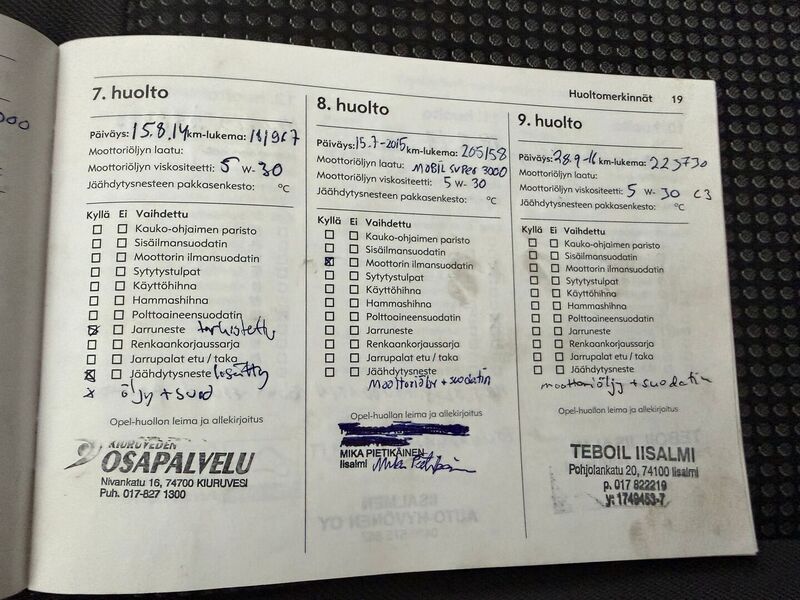 Huoltomerkinnät 19
7. huolto
Päiväys: 15.8.14 km-lukema: 181967
Moottoriöljyn laatu:
Moottoriöljyn viskositeetti: 5 W- 30
Jäähdytysnesteen pakkasenkesto: °C
Kyllä Ei Vaihdettu
Kauko-ohjaimen paristo
Sisäilmansuodatin
Moottorin ilmansuodatin
Sytytystulpat
Käyttöhihna
Hammashihna
Polttoaineensuodatin
x Jarruneste tarkistettu
Renkaankorjaussarja
Jarrupalat etu / taka
x Jäähdytysneste lisätty
x öljy + suod
Opel-huollon leima ja allekirjoitus
KIURUVEDEN
OSAPALVELU
Nivankatu 16, 74700 KIURUVESI
Puh. 017-827 1300
8. huolto
Päiväys: 15.7-2015 km-lukema: 205158
Moottoriöljyn laatu: MOBIL SUPER 3000
Moottoriöljyn viskositeetti: 5 W- 30
Jäähdytysnesteen pakkasenkesto: °C
Kyllä Ei Vaihdettu
Kauko-ohjaimen paristo
Sisäilmansuodatin
x Moottorin ilmansuodatin
Sytytystulpat
Käyttöhihna
Hammashihna
Polttoaineensuodatin
Jarruneste
Renkaankorjaussarja
Jarrupalat etu / taka
Jäähdytysneste
Moottoriöljy + suodatin
Opel-huollon leima ja allekirjoitus
MIKA PIETIKÄINEN
Iisalmi Mika Pietikäinen
9. huolto
Päiväys: 28.9-16 km-lukema: 223730
Moottoriöljyn laatu:
Moottoriöljyn viskositeetti: 5 W- 30 C3
Jäähdytysnesteen pakkasenkesto: °C
Kyllä Ei Vaihdettu
Kauko-ohjaimen paristo
Sisäilmansuodatin
Moottorin ilmansuodatin
Sytytystulpat
Käyttöhihna
Hammashihna
Polttoaineensuodatin
Jarruneste
Renkaankorjaussarja
Jarrupalat etu / taka
Jäähdytysneste
moottoriöljy + suodatin
Opel-huollon leima ja allekirjoitus
TEBOIL IISALMI
Pohjolankatu 20, 74100 Iisalmi
p. 017 822219
y: 1749453-7